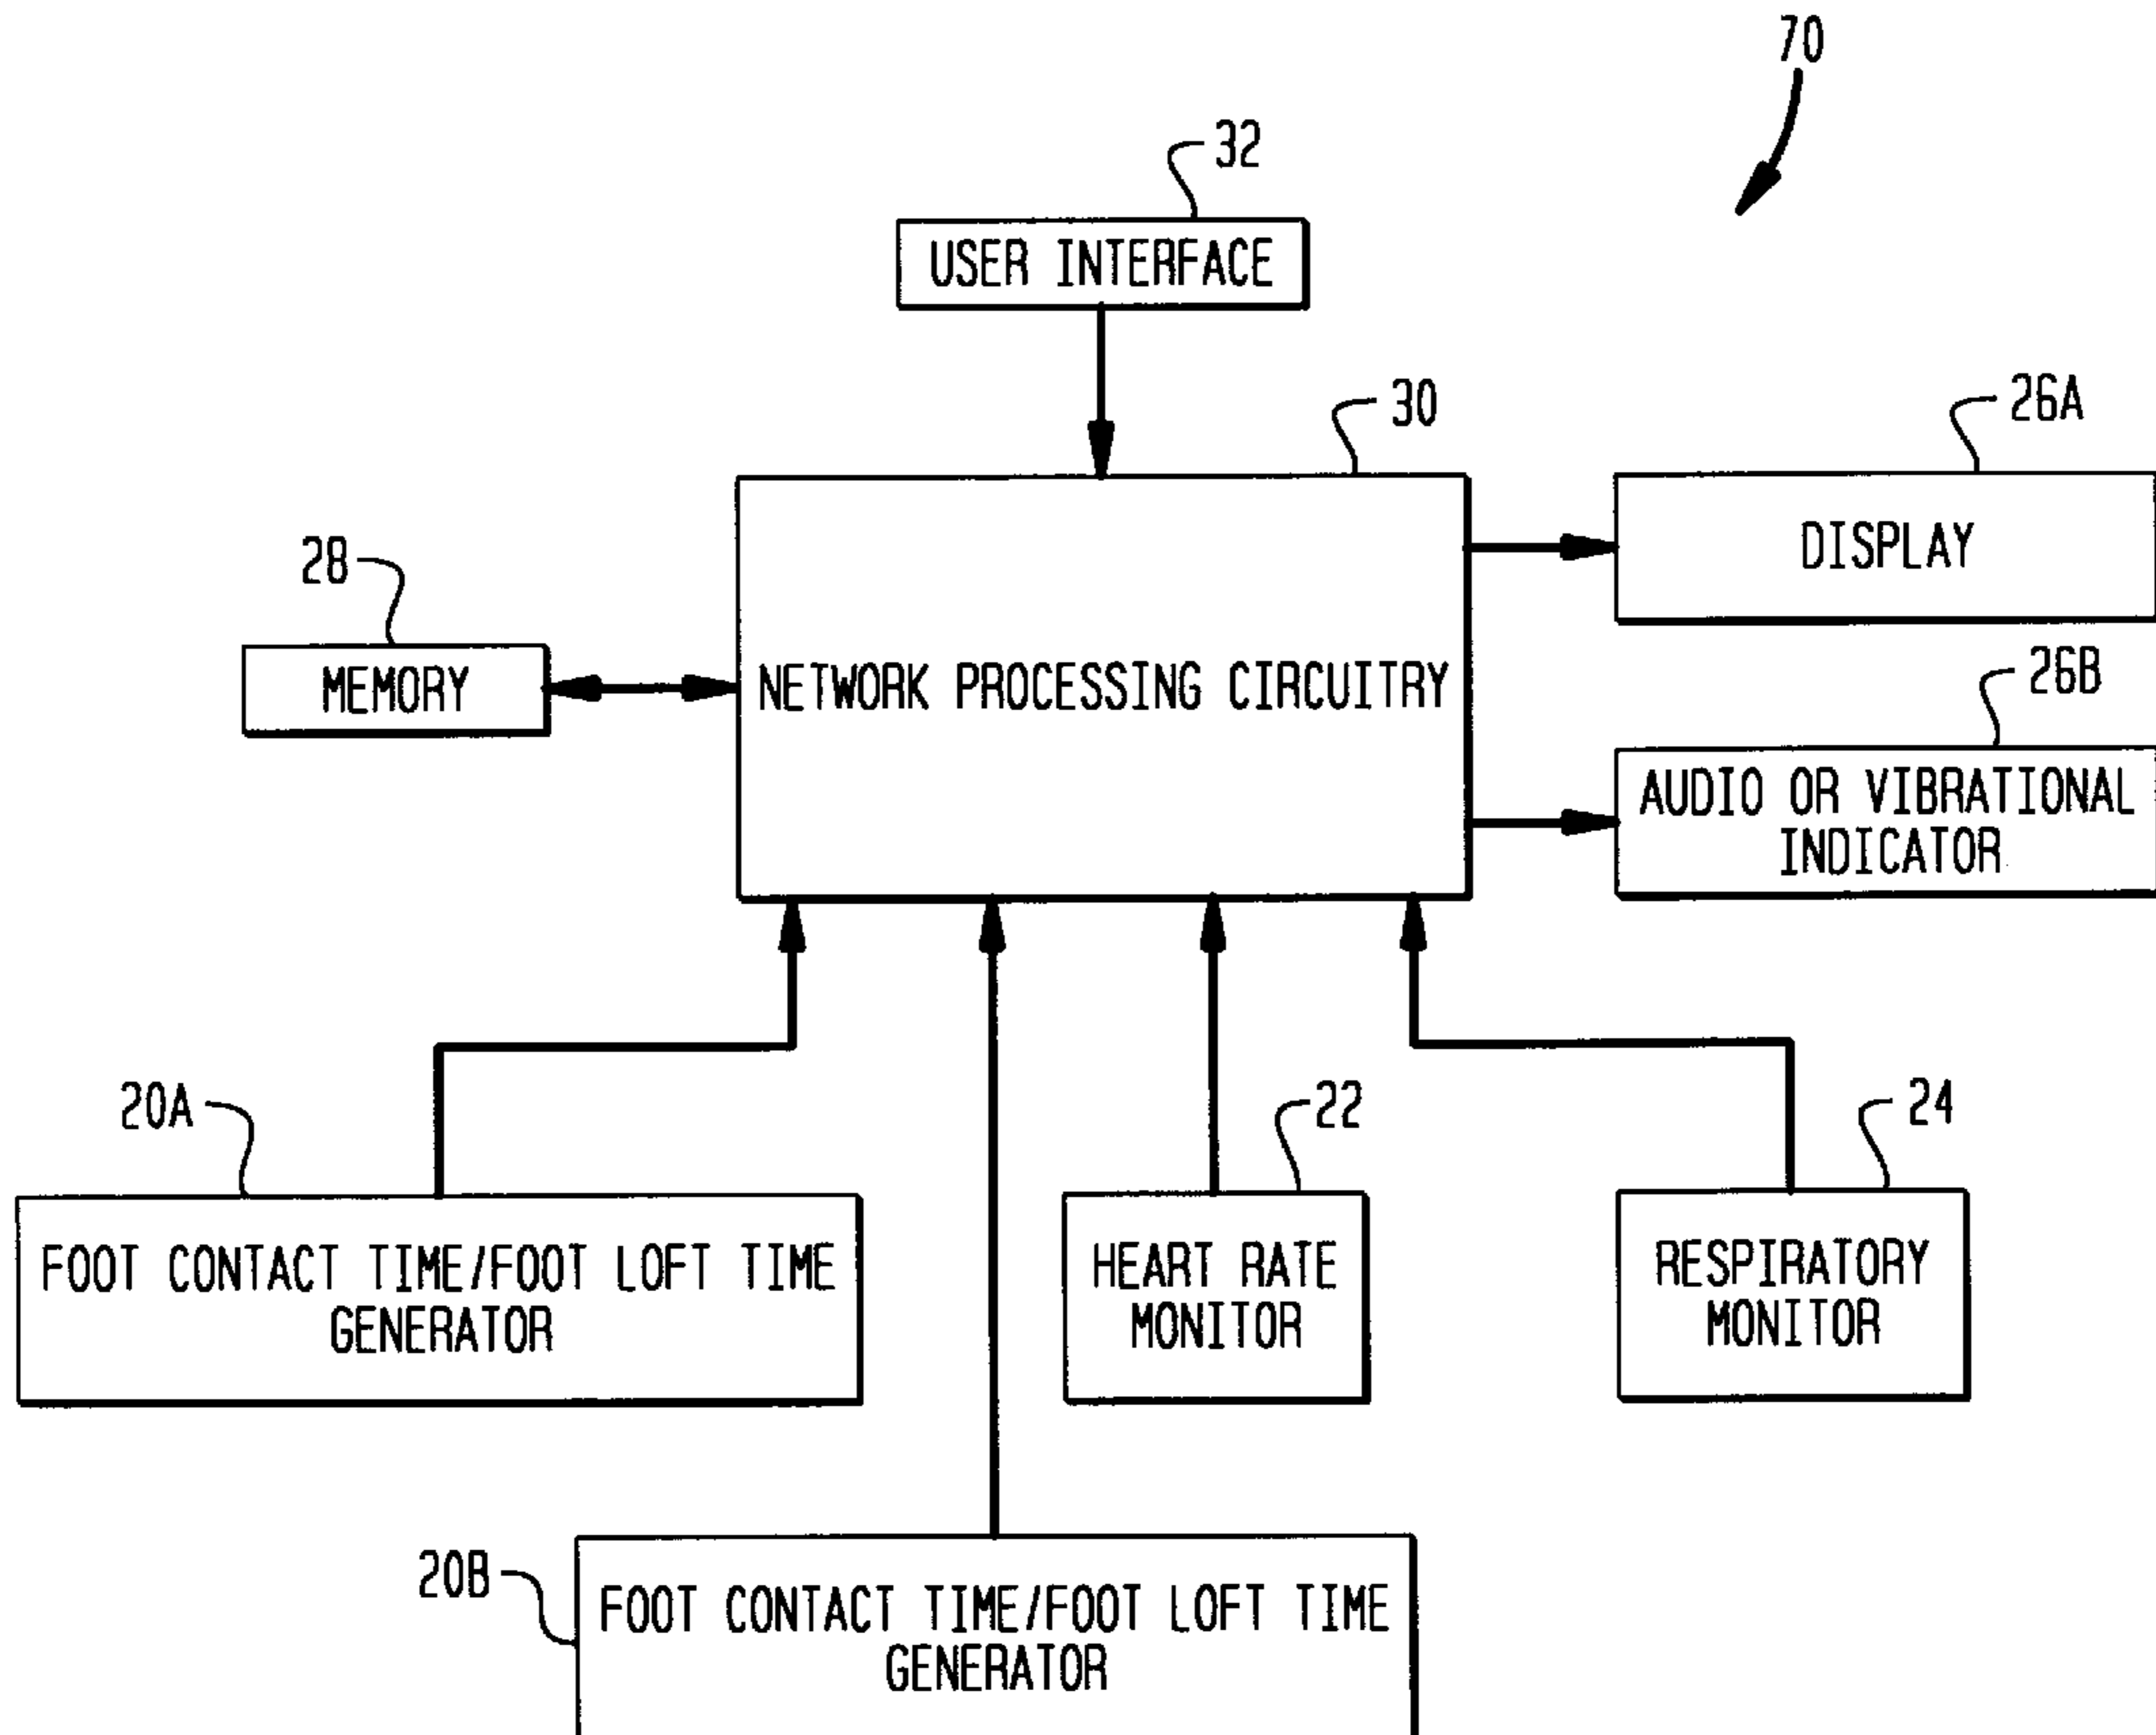 70
32
USER INTERFACE
30
26A
DISPLAY
28
MEMORY
NETWORK PROCESSING CIRCUITRY
26B
AUDIO OR VIBRATIONAL
INDICATOR
20A
22
24
FOOT CONTACT TIME/FOOT LOFT TIME
GENERATOR
HEART RATE
MONITOR
RESPIRATORY
MONITOR
20B
FOOT CONTACT TIME/FOOT LOFT TIME
GENERATOR